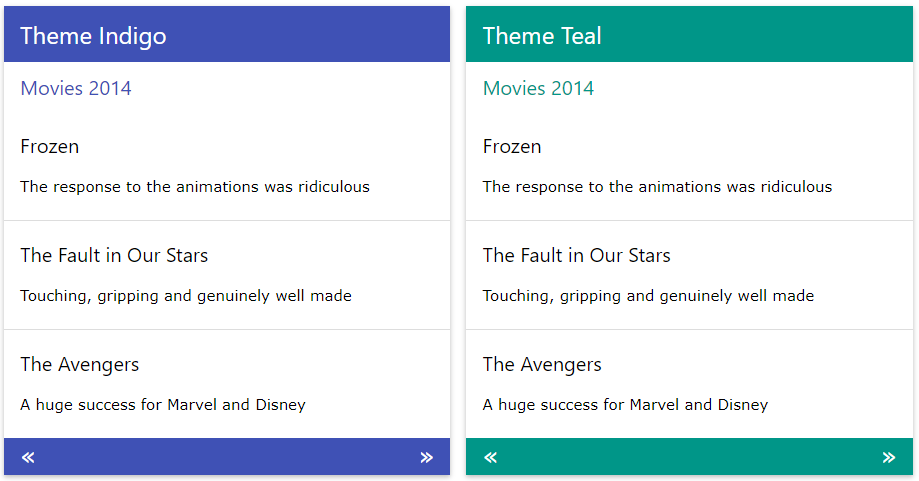 Theme Indigo
Movies 2014
Frozen
The response to the animations was ridiculous
The Fault in Our Stars
Touching, gripping and genuinely well made
The Avengers
A huge success for Marvel and Disney
« »
Theme Teal
Movies 2014
Frozen
The response to the animations was ridiculous
The Fault in Our Stars
Touching, gripping and genuinely well made
The Avengers
A huge success for Marvel and Disney
« »